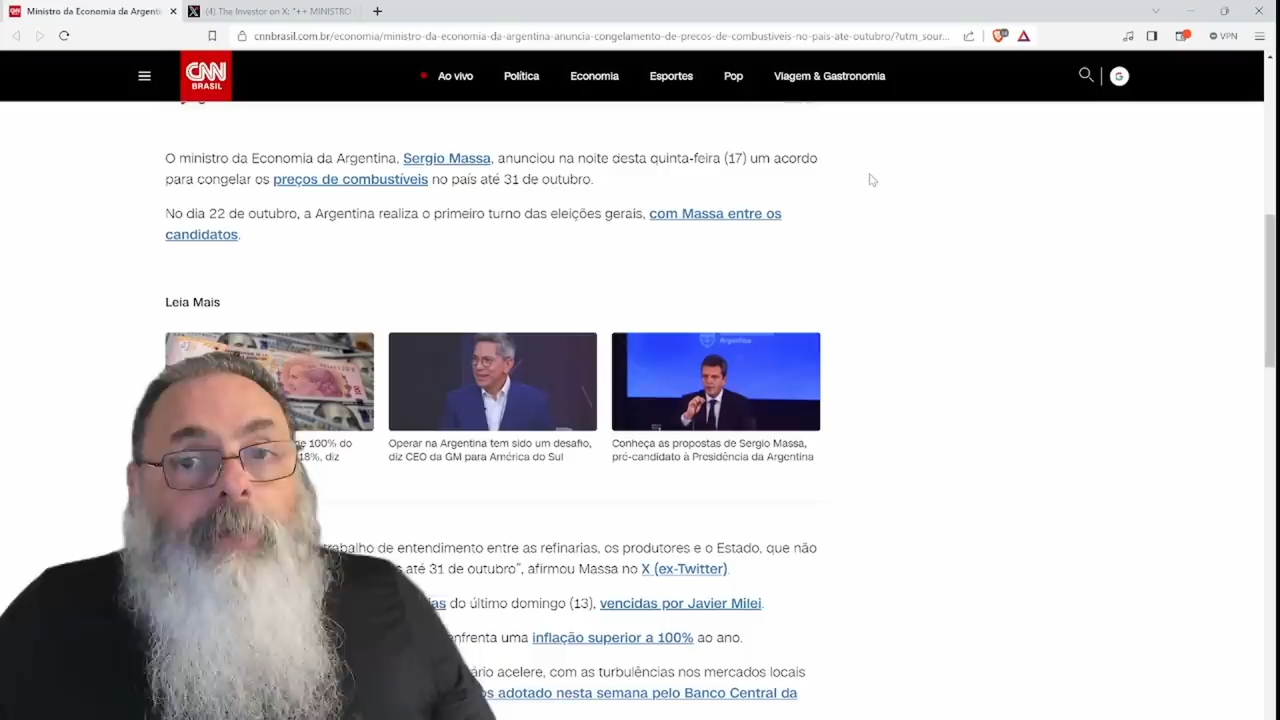 Ministro da Economia da Argenti
(4) The Investor on X: "++ MINISTRO
cnnbrasil.com.br/economia/ministro-da-economia-da-argentina-anuncia-congelamento-de-precos-de-combustiveis-no-pais-ate-outubro/?utm_sour...
VPN
CNN
BRASIL
Ao vivo Política Economia Esportes Pop Viagem & Gastronomia
O ministro da Economia da Argentina, Sergio Massa, anunciou na noite desta quinta-feira (17) um acordo
para congelar os preços de combustíveis no país até 31 de outubro.
No dia 22 de outubro, a Argentina realiza o primeiro turno das eleições gerais, com Massa entre os
candidatos.
Leia Mais
Argentina
ge 100% do
18%, diz
Operar na Argentina tem sido um desafio,
diz CEO da GM para América do Sul
Conheça as propostas de Sergio Massa,
pré-candidato à Presidência da Argentina
trabalho de entendimento entre as refinarias, os produtores e o Estado, que não
s até 31 de outubro", afirmou Massa no X (ex-Twitter).
as do último domingo (13), vencidas por Javier Milei.
enfrenta uma inflação superior a 100% ao ano.
ário acelere, com as turbulências nos mercados locais
os adotado nesta semana pelo Banco Central da